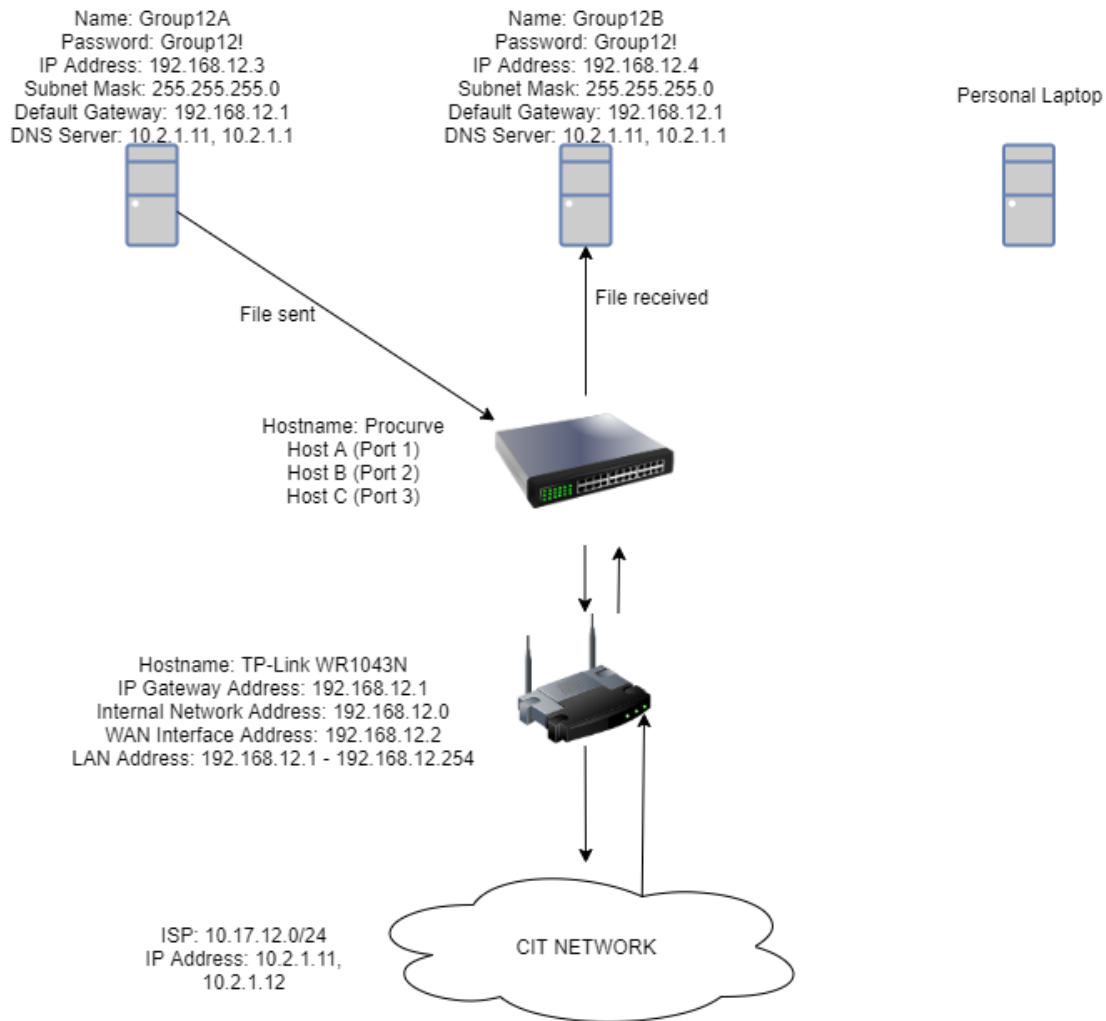 Name: Group12A
Password: Group12!
IP Address: 192.168.12.3
Subnet Mask: 255.255.255.0
Default Gateway: 192.168.12.1
DNS Server: 10.2.1.11, 10.2.1.1
Name: Group12B
Password: Group12!
IP Address: 192.168.12.4
Subnet Mask: 255.255.255.0
Default Gateway: 192.168.12.1
DNS Server: 10.2.1.11, 10.2.1.1
Personal Laptop
File sent
File received
Hostname: Procurve
Host A (Port 1)
Host B (Port 2)
Host C (Port 3)
Hostname: TP-Link WR1043N
IP Gateway Address: 192.168.12.1
Internal Network Address: 192.168.12.0
WAN Interface Address: 192.168.12.2
LAN Address: 192.168.12.1 - 192.168.12.254
ISP: 10.17.12.0/24
IP Address: 10.2.1.11,
10.2.1.12
CIT NETWORK